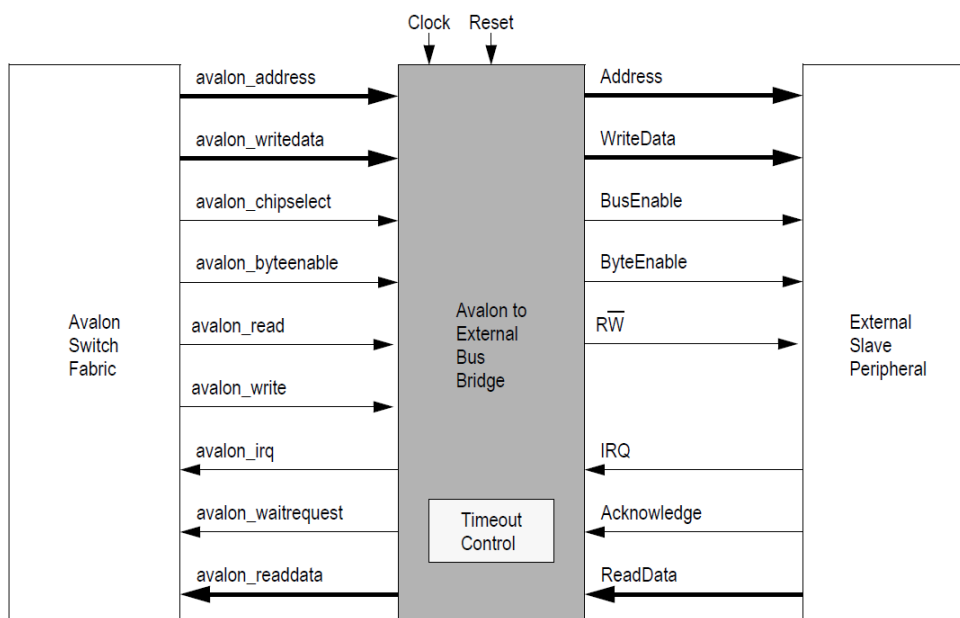 Clock Reset
avalon_address
Address
avalon_writedata
WriteData
avalon_chipselect
BusEnable
avalon_byteenable
ByteEnable
Avalon
Switch
Fabric
avalon_read
Avalon to
External
Bus
Bridge
RW̅
External
Slave
Peripheral
avalon_write
avalon_irq
IRQ
avalon_waitrequest
Timeout
Control
Acknowledge
avalon_readdata
ReadData